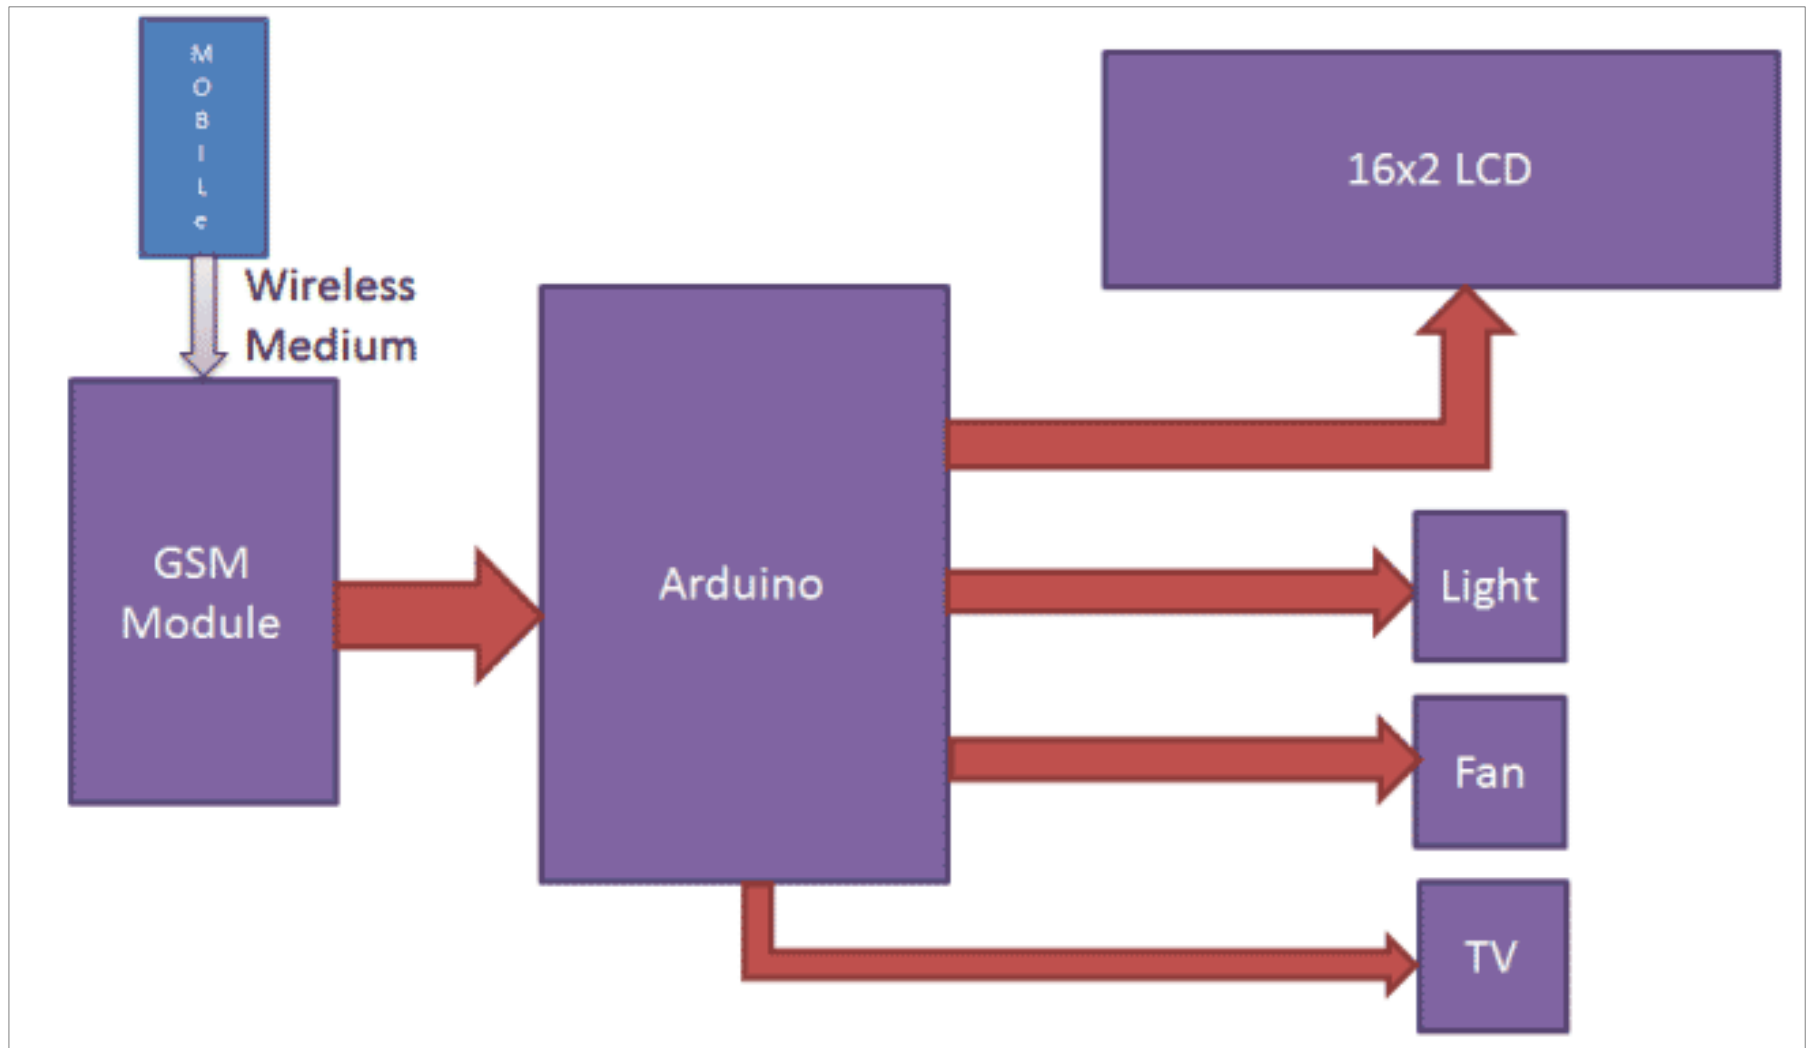 M
O
B
I
L
e
Wireless
Medium
16x2 LCD
GSM
Module
Arduino
Light
Fan
TV